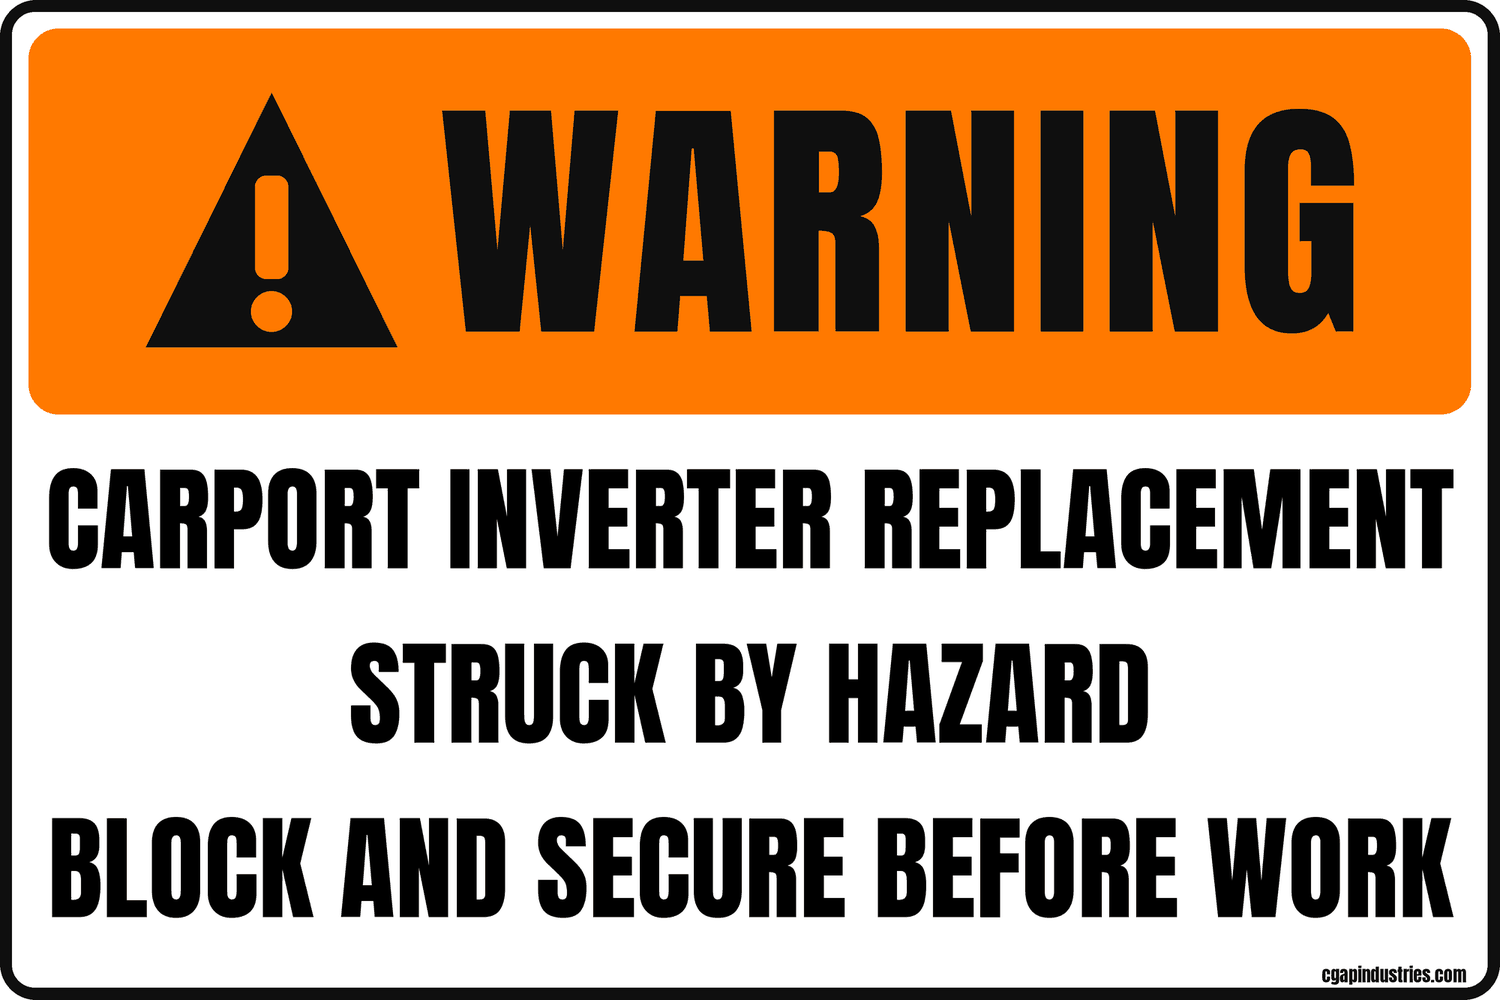 WARNING
CARPORT INVERTER REPLACEMENT
STRUCK BY HAZARD
BLOCK AND SECURE BEFORE WORK
cgapindustries.com